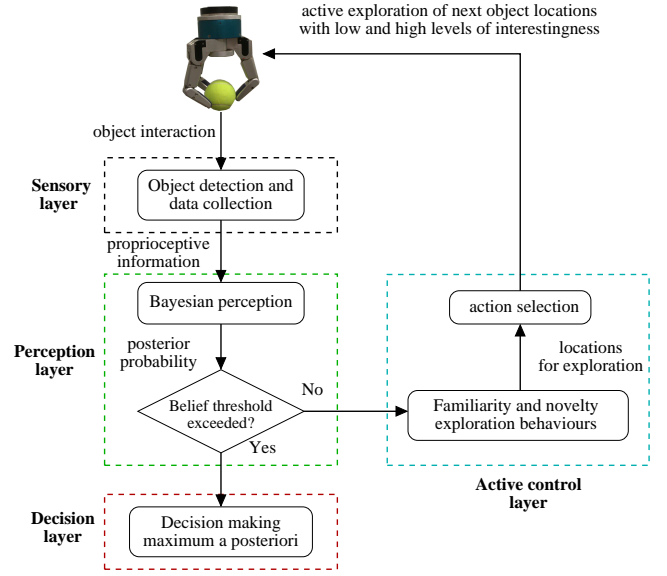 active exploration of next object locations
with low and high levels of interestingness
object interaction
Sensory
layer
Object detection and
data collection
proprioceptive
information
Bayesian perception
action selection
posterior
probability
Perception
layer
locations
for exploration
No
Belief threshold
exceeded?
Familiarity and novelty
exploration behaviours
Yes
Active control
layer
Decision
layer
Decision making
maximum a posteriori